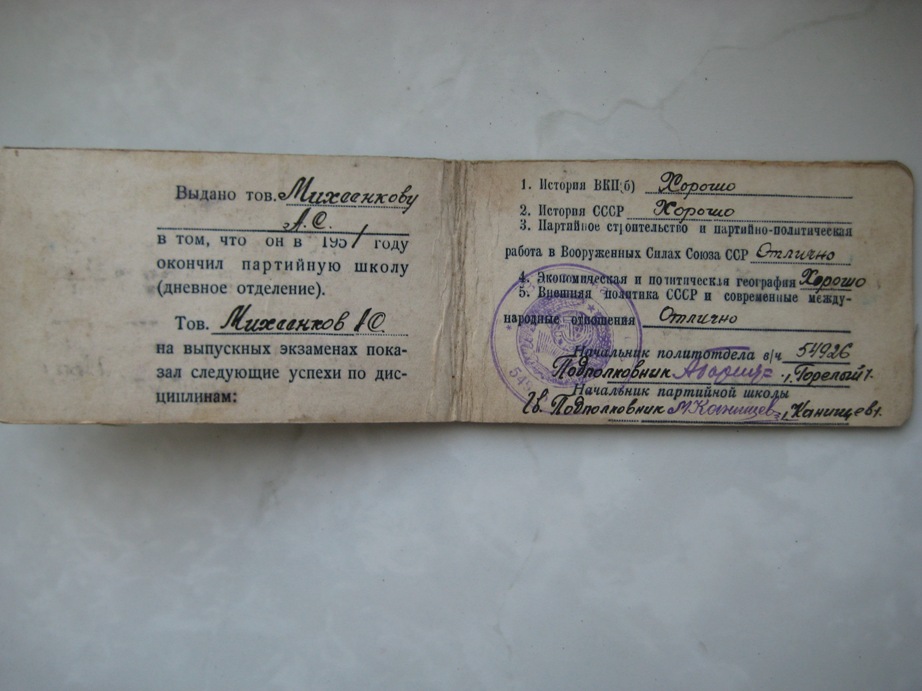 Выдано тов. Михеенкову
А.С.
в том, что он в 1951 году
окончил партийную школу
(дневное отделение).
Тов. Михеенков АС
на выпускных экзаменах пока-
зал следующие успехи по дис-
циплинам:
1. История ВКП(б) Хорошо
2. История СССР Хорошо
3. Партийное строительство и партийно-политическая
работа в Вооруженных Силах Союза ССР Отлично
4. Экономическая и политическая география Хорошо
5. Внешняя политика СССР и современные между-
народные отношения Отлично
Начальник политотдела в/ч 54926
Подполковник /Горелый/.
Начальник партийной школы
Гв. Подполковник МКанищев /Канищев/.